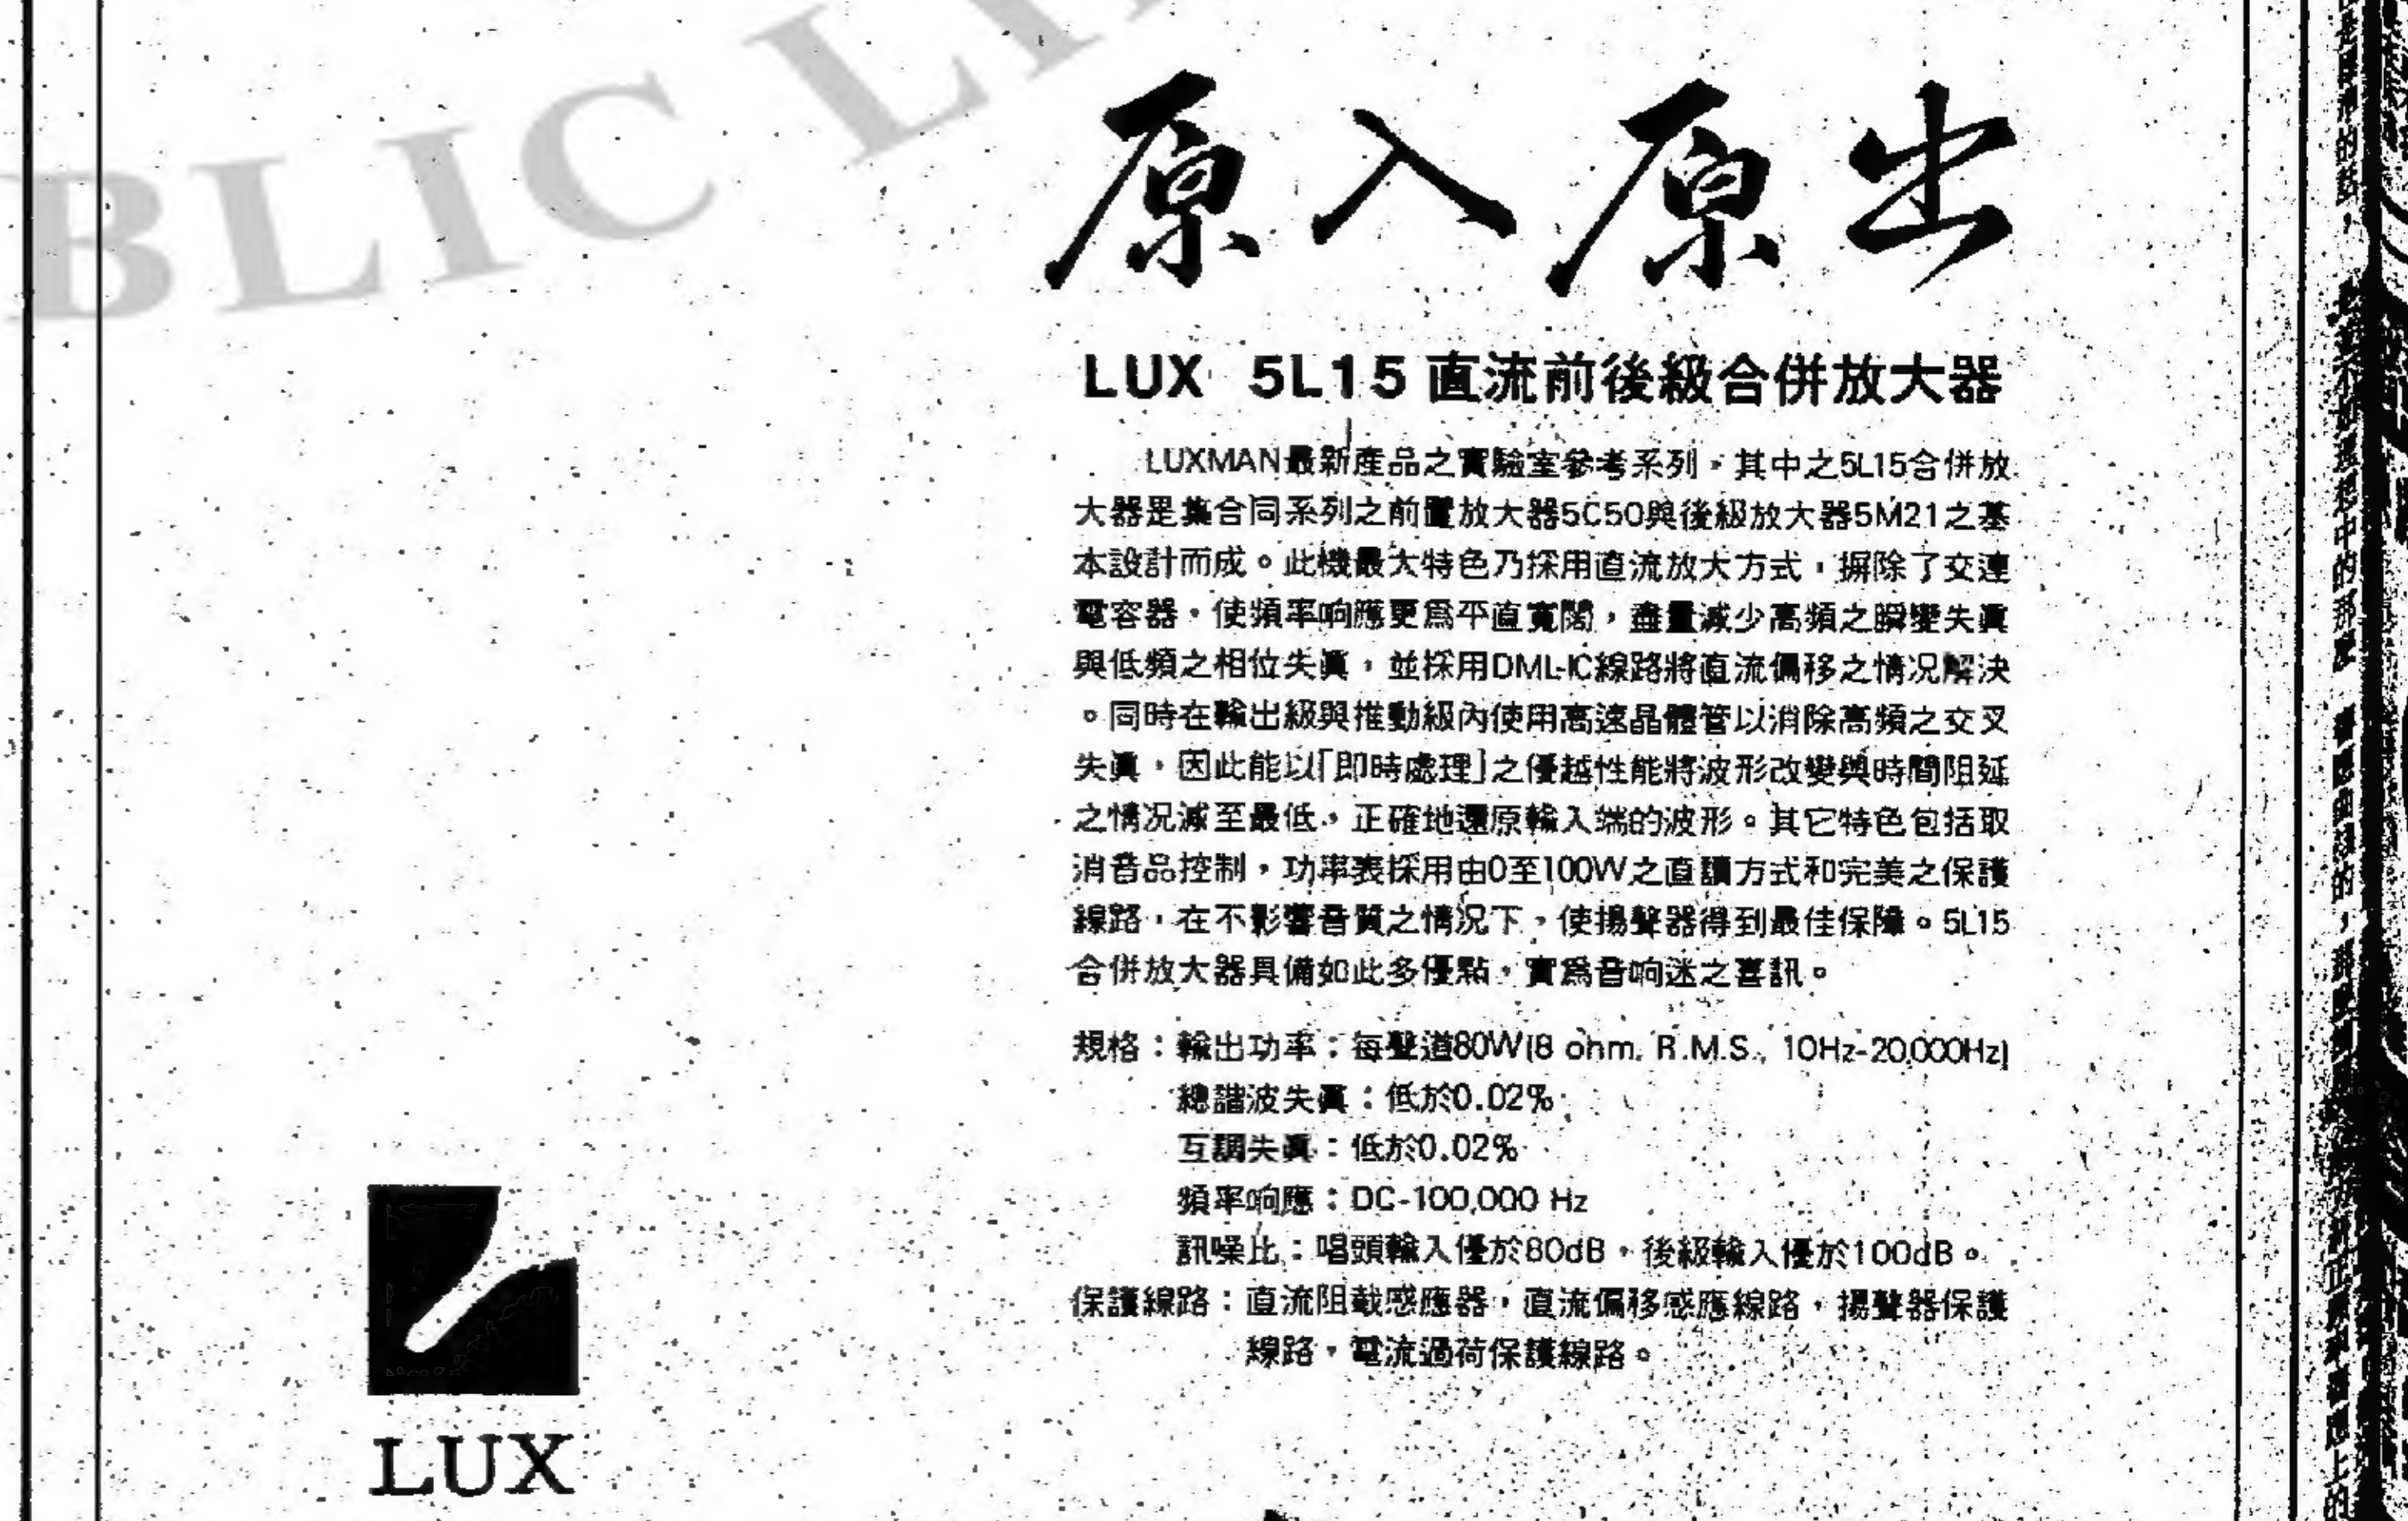 BLIC LI
原入原出
LUX 5L15 直流前後級合併放大器
LUXMAN最新產品之實驗室參考系列，其中之5L15合併放
大器是集合同系列之前置放大器5C50與後級放大器5M21之基
本設計而成。此機最大特色乃採用直流放大方式，摒除了交連
電容器，使頻率响應更爲平直寬闊，盡量減少高頻之瞬變失眞
與低頻之相位失眞，並採用DML-IC線路將直流偏移之情况解決
。同時在輸出級與推動級內使用高速晶體管以消除高頻之交叉
失眞，因此能以「即時處理」之優越性能將波形改變與時間阻延
之情况減至最低，正確地還原輸入端的波形。其它特色包括取
消音品控制，功率表採用由0至100W之直讀方式和完美之保護
線路，在不影響音質之情況下，使揚聲器得到最佳保障。5L15
合併放大器具備如此多優點，實爲音响迷之喜訊。
規格：輸出功率：每聲道80W(8 ohm. R.M.S., 10Hz-20,000Hz)
總諧波失眞：低於0.02%
互調失眞：低於0.02%
頻率响應：DC-100,000 Hz
訊噪比：唱頭輸入優於80dB，後級輸入優於100dB。
保護線路：直流阻截感應器，直流偏移感應線路，揚聲器保護
線路，電流過荷保護線路。
LUX